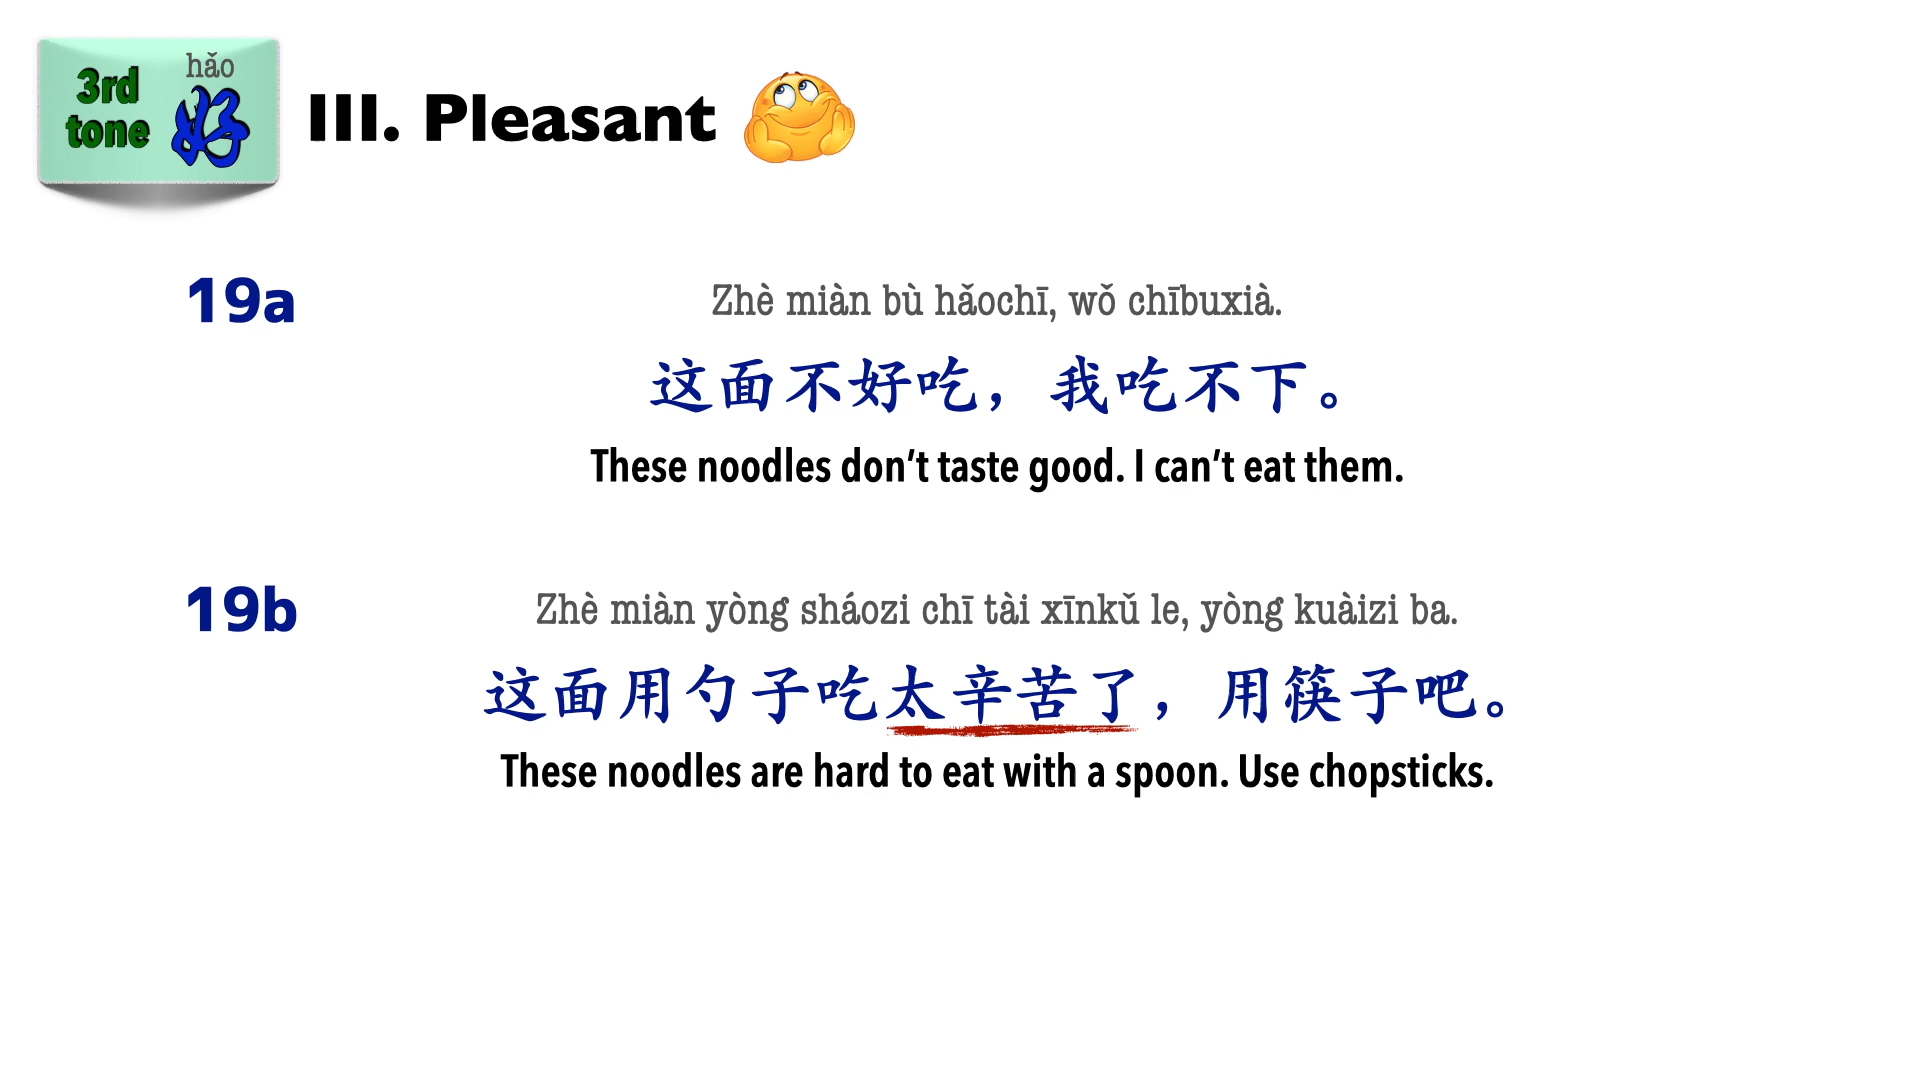 3rd
tone
hǎo
好
III. Pleasant
19a
Zhè miàn bù hǎochī, wǒ chībuxià.
这面不好吃，我吃不下。
These noodles don’t taste good. I can’t eat them.
19b
Zhè miàn yòng sháozi chī tài xīnkǔ le, yòng kuàizi ba.
这面用勺子吃太辛苦了，用筷子吧。
These noodles are hard to eat with a spoon. Use chopsticks.